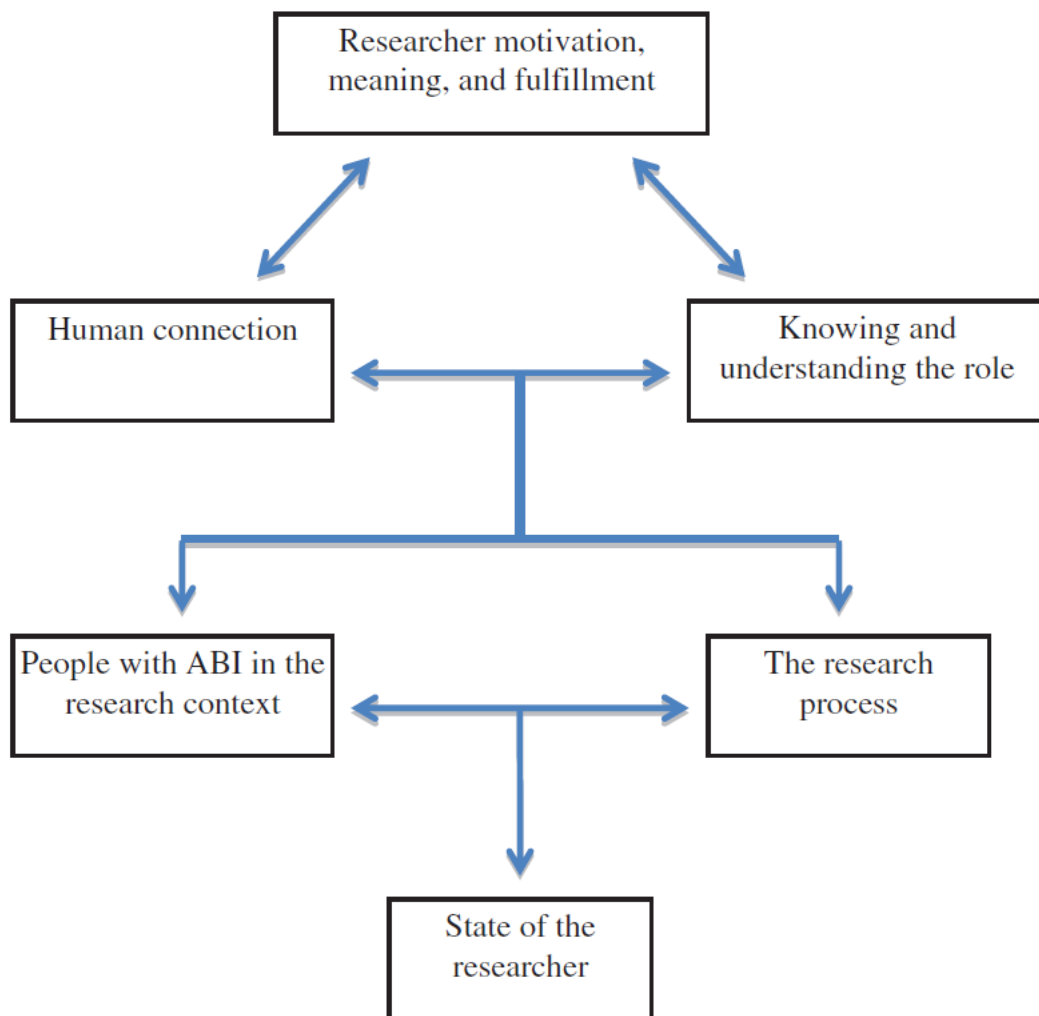 Researcher motivation,
meaning, and fulfillment
Human connection
Knowing and
understanding the role
People with ABI in the
research context
The research
process
State of the
researcher